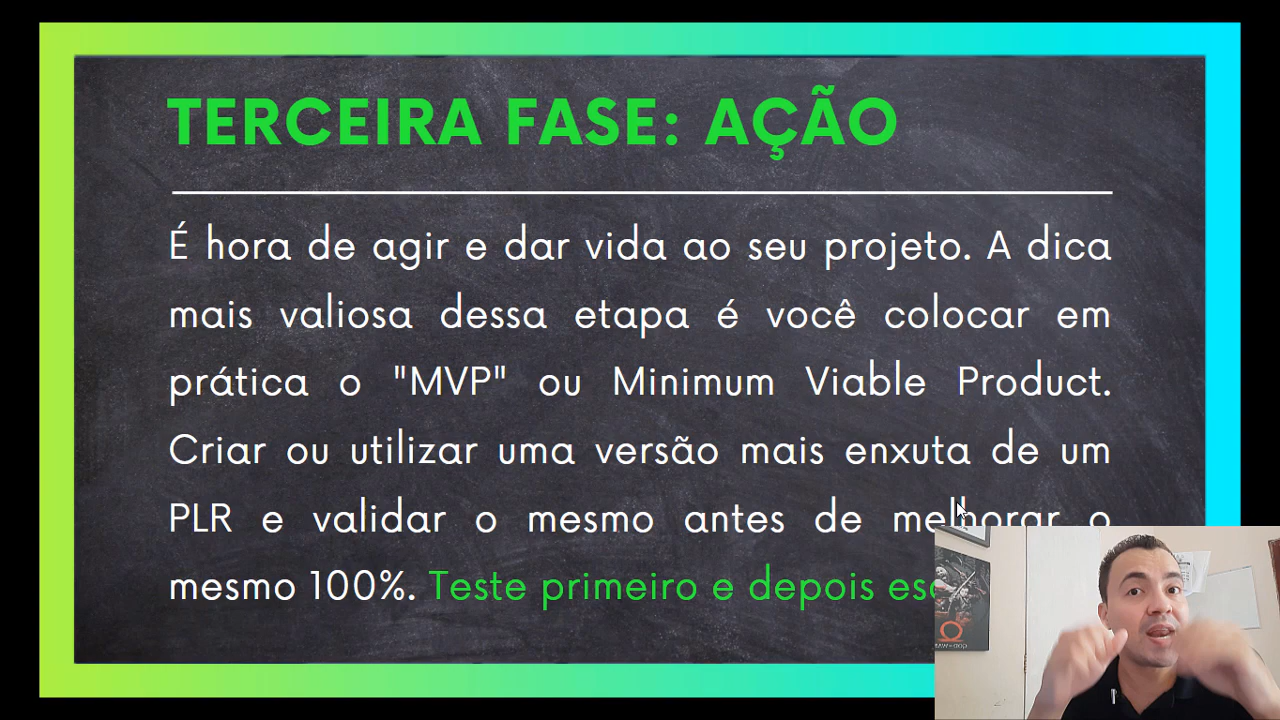 TERCEIRA FASE: AÇÃO
É hora de agir e dar vida ao seu projeto. A dica
mais valiosa dessa etapa é você colocar em
prática o "MVP" ou Minimum Viable Product.
Criar ou utilizar uma versão mais enxuta de um
PLR e validar o mesmo antes de melhorar o
mesmo 100%. Teste primeiro e depois